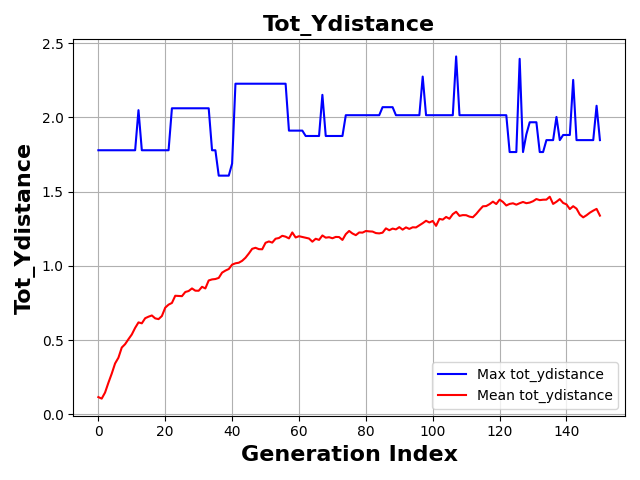 Tot_Ydistance
Tot_Ydistance
2.5
2.0
1.5
1.0
0.5
0.0
Max tot_ydistance
Mean tot_ydistance
0 20 40 60 80 100 120 140
Generation Index